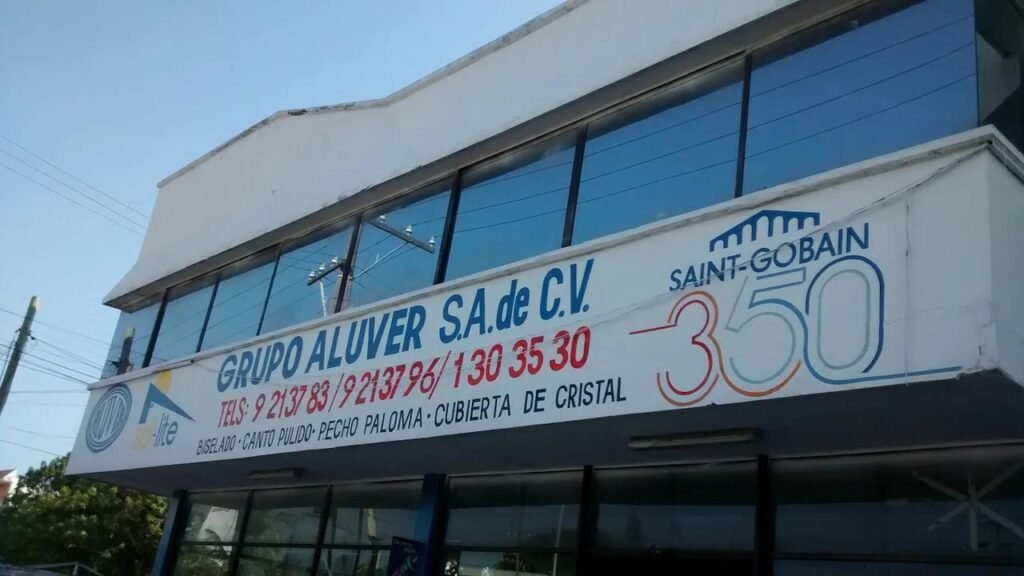 GRUPO ALUVER S.A. de C.V.
TELS: 9 21 37 83 / 9 21 37 96 / 1 30 35 30
BISELADO · CANTO PULIDO · PECHO PALOMA · CUBIERTA DE CRISTAL
SAINT-GOBAIN
350
sol-lite